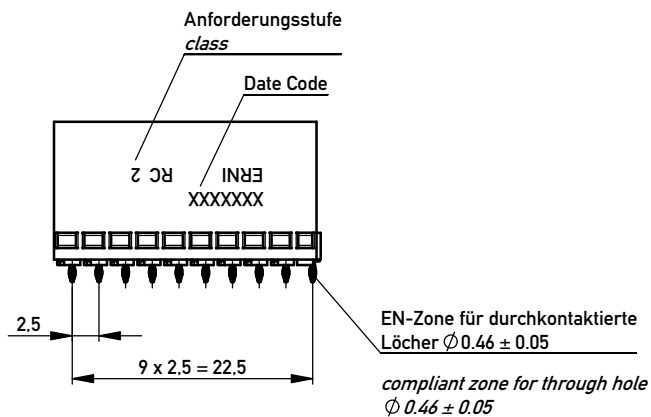 Anforderungsstufe
class
Date Code
RC 2
ERNI
XXXXXXX
2,5
9 x 2,5 = 22,5
EN-Zone für durchkontaktierte
Löcher ∅ 0.46 ± 0.05
compliant zone for through hole
∅ 0.46 ± 0.05